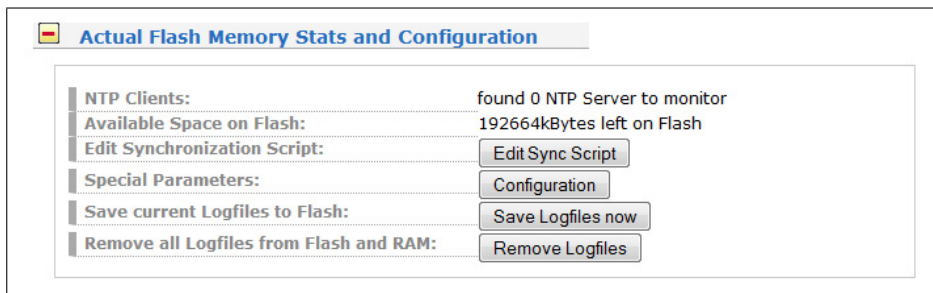 Actual Flash Memory Stats and Configuration
NTP Clients: found 0 NTP Server to monitor
Available Space on Flash: 192664kBytes left on Flash
Edit Synchronization Script: Edit Sync Script
Special Parameters: Configuration
Save current Logfiles to Flash: Save Logfiles now
Remove all Logfiles from Flash and RAM: Remove Logfiles